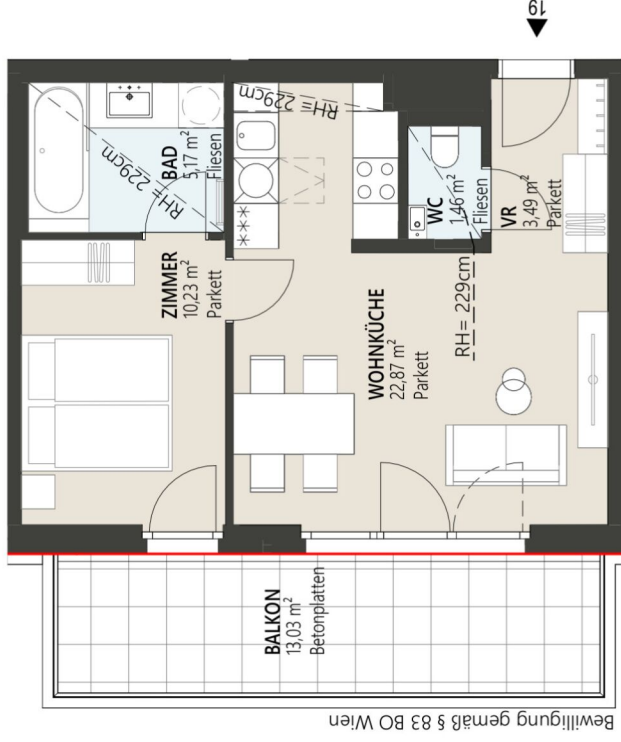 19
BAD
5,17 m²
Fliesen
RH= 229cm
RH= 229cm
***
WC
1,46 m²
Fliesen
VR
3,49 m²
Parkett
ZIMMER
10,23 m²
Parkett
WOHNKÜCHE
22,87 m²
Parkett
RH= 229cm
BALKON
13,03 m²
Betonplatten
Bewilligung gemäß § 83 BO Wien